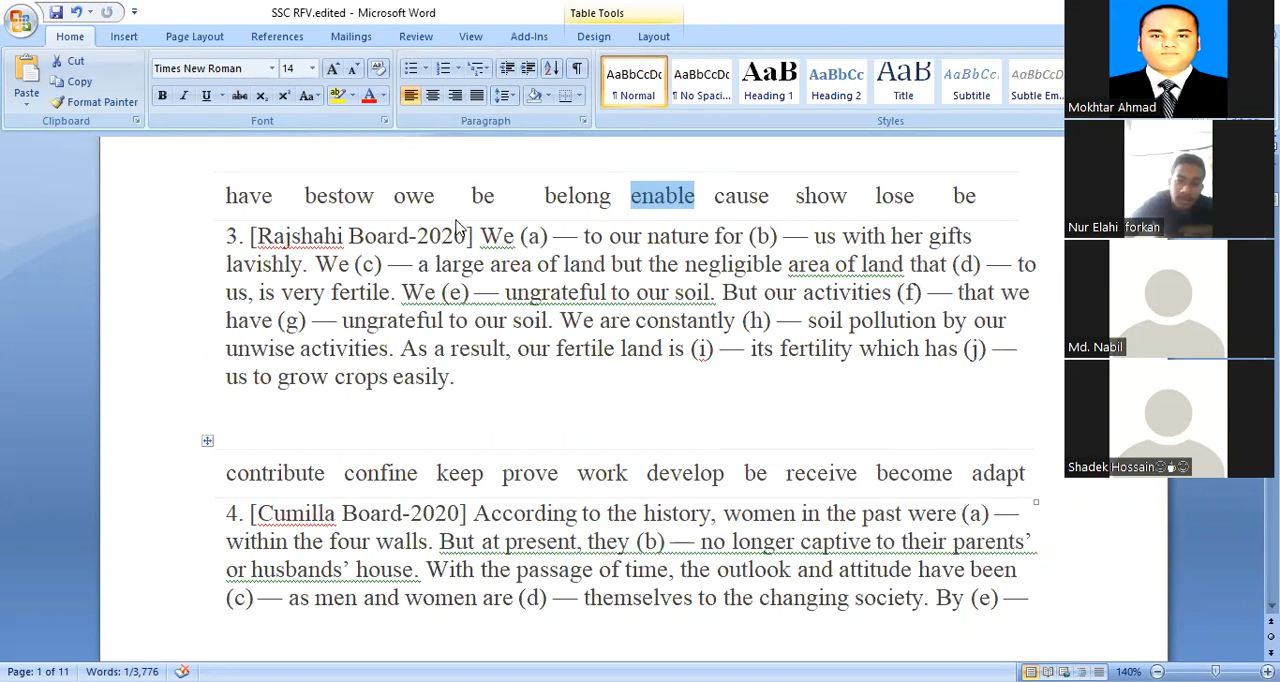 SSC RFV.edited - Microsoft Word
Table Tools
Home Insert Page Layout References Mailings Review View Add-Ins Design Layout
Paste
Cut
Copy
Format Painter
Clipboard
Times New Roman 14
B I U abc X₂ X² Aa
Font
Paragraph
AaBbCcDc AaBbCcDc AaB AaBbCc AaB AaBbCc AaBbCcDc
¶ Normal ¶ No Spaci... Heading 1 Heading 2 Title Subtitle Subtle Em...
Styles
have bestow owe be belong enable cause show lose be
3. [Rajshahi Board-2020] We (a) — to our nature for (b) — us with her gifts
lavishly. We (c) — a large area of land but the negligible area of land that (d) — to
us, is very fertile. We (e) — ungrateful to our soil. But our activities (f) — that we
have (g) — ungrateful to our soil. We are constantly (h) — soil pollution by our
unwise activities. As a result, our fertile land is (i) — its fertility which has (j) —
us to grow crops easily.
contribute confine keep prove work develop be receive become adapt
4. [Cumilla Board-2020] According to the history, women in the past were (a) —
within the four walls. But at present, they (b) — no longer captive to their parents’
or husbands’ house. With the passage of time, the outlook and attitude have been
(c) — as men and women are (d) — themselves to the changing society. By (e) —
Page: 1 of 11 Words: 1/3,776 140%
Mokhtar Ahmad
Nur Elahi forkan
Md. Nabil
Shadek Hossain